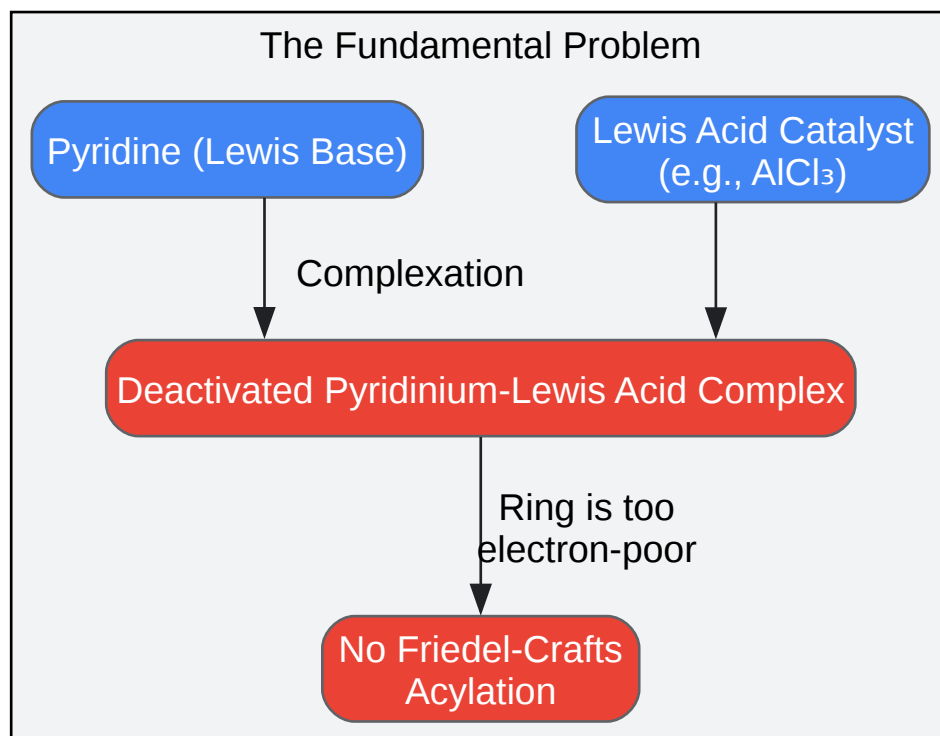 The Fundamental Problem
Pyridine (Lewis Base)
Lewis Acid Catalyst
(e.g., AlCl₃)
Complexation
Deactivated Pyridinium-Lewis Acid Complex
Ring is too
electron-poor
No Friedel-Crafts
Acylation